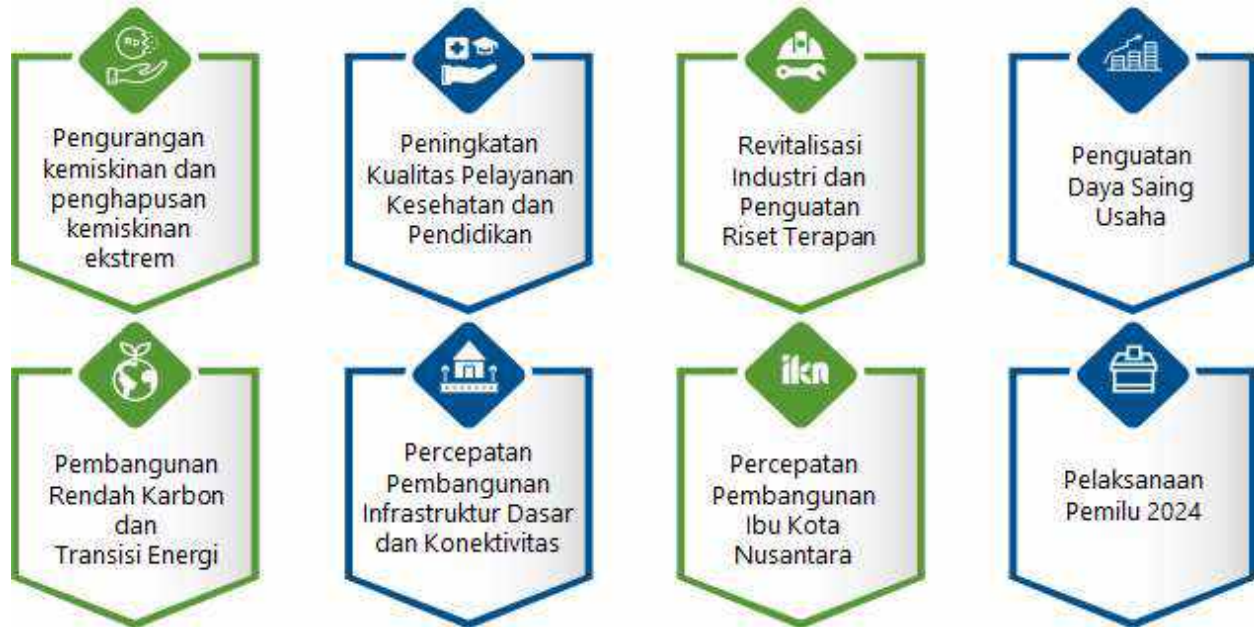 Rp
Pengurangan
kemiskinan dan
penghapusan
kemiskinan
ekstrem
Peningkatan
Kualitas Pelayanan
Kesehatan dan
Pendidikan
Revitalisasi
Industri dan
Penguatan
Riset Terapan
Penguatan
Daya Saing
Usaha
Pembangunan
Rendah Karbon
dan
Transisi Energi
Percepatan
Pembangunan
Infrastruktur Dasar
dan Konektivitas
ikn
Percepatan
Pembangunan
Ibu Kota
Nusantara
Pelaksanaan
Pemilu 2024